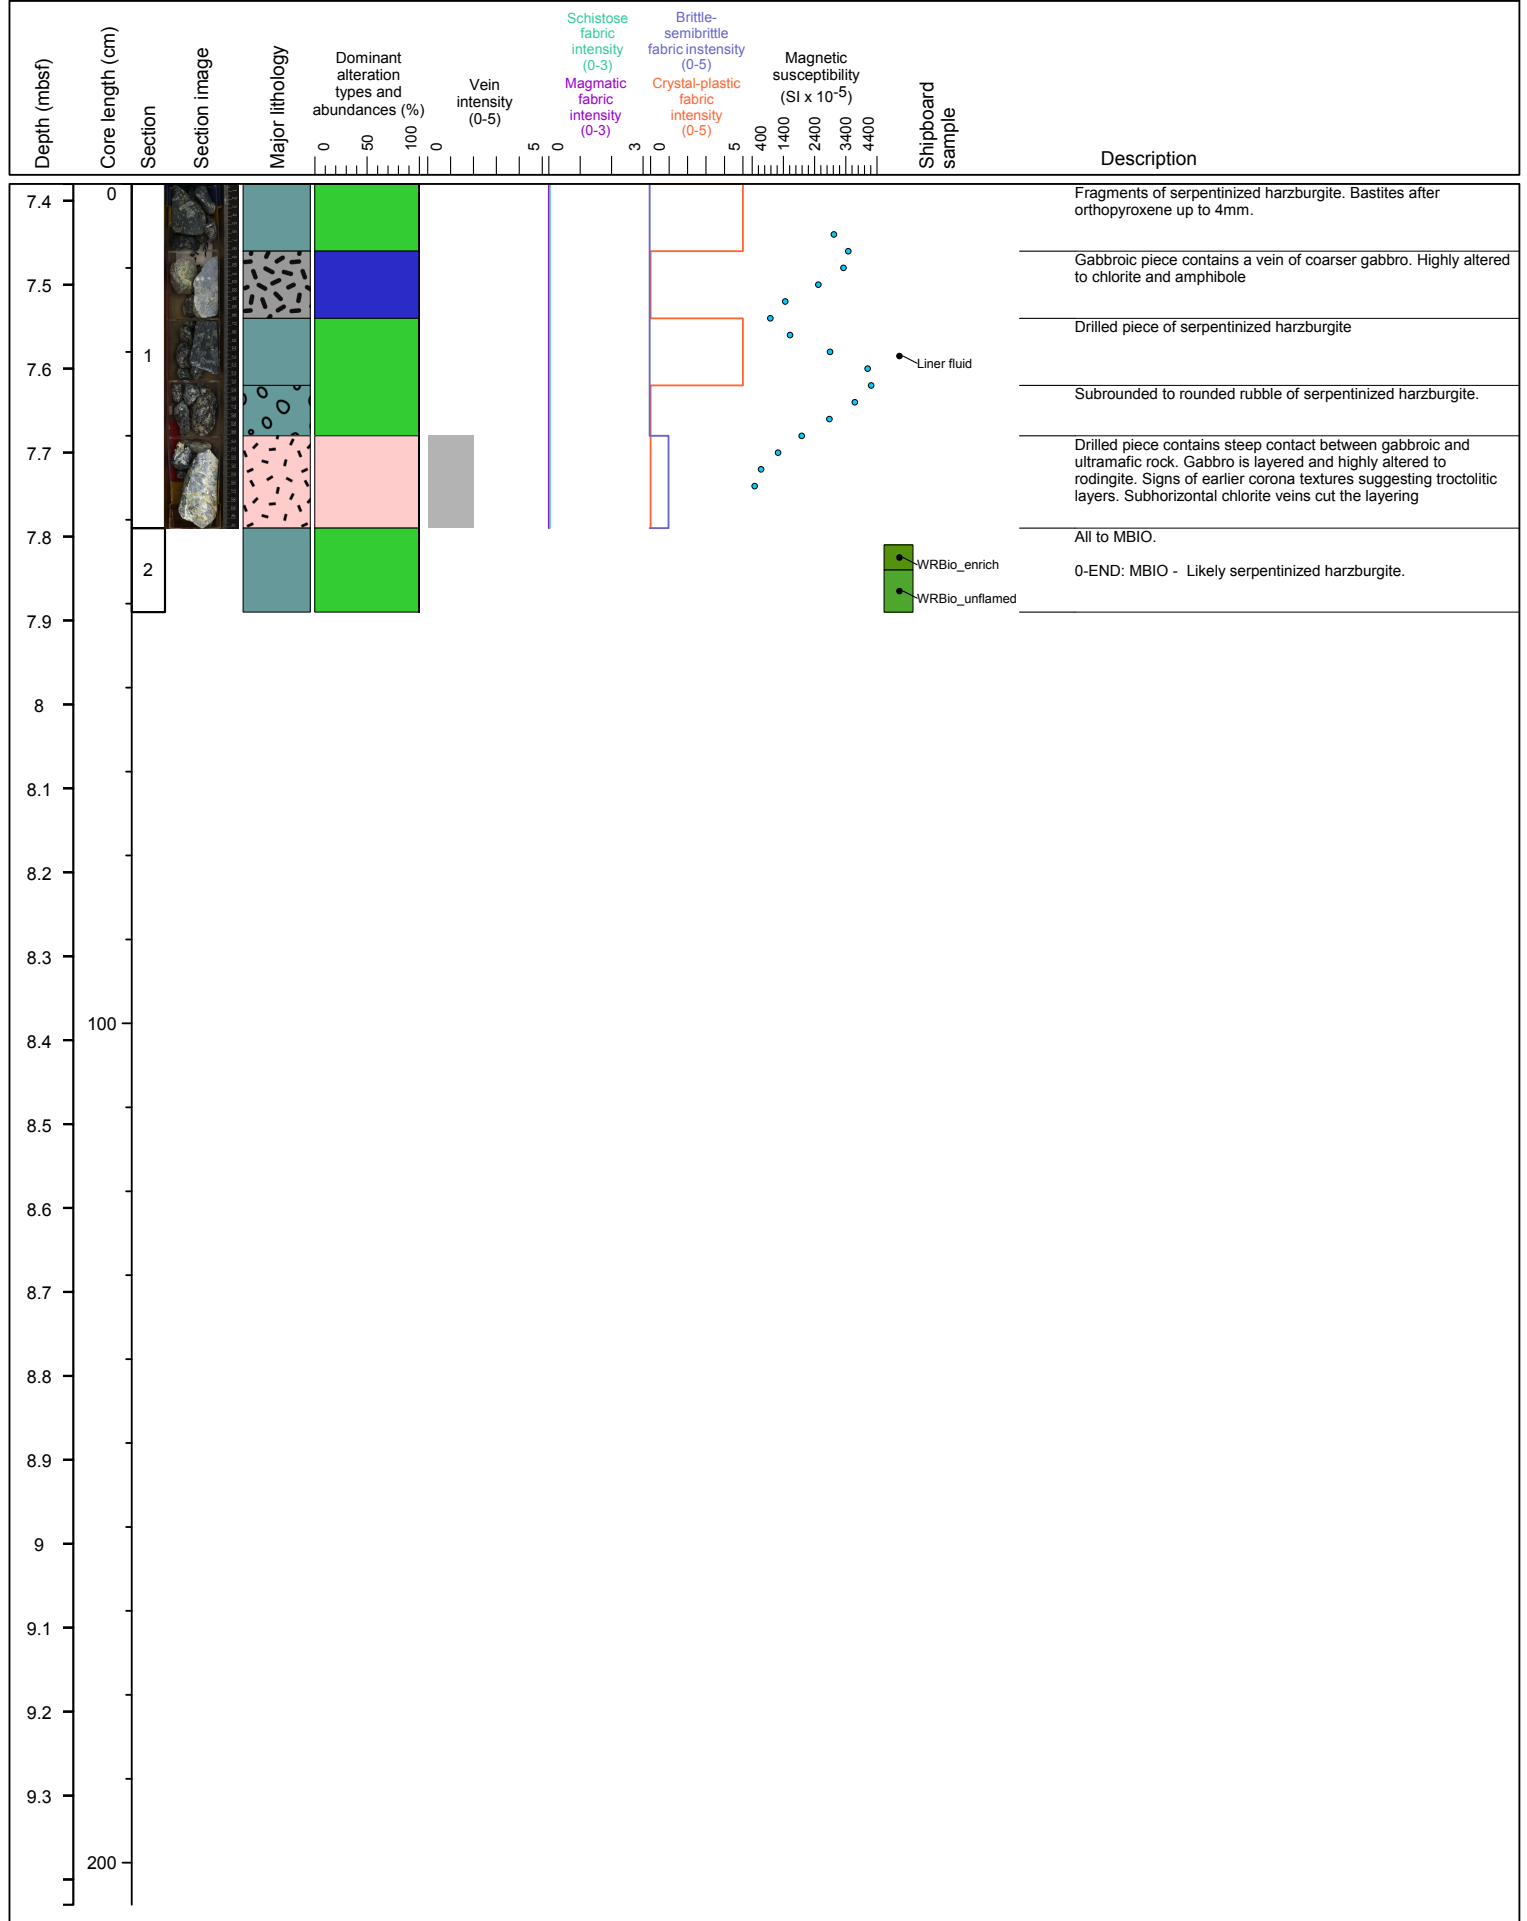 Depth (mbsf)
Core length (cm)
Section
Section image
Major lithology
Dominant
alteration
types and
abundances (%)
0
50
100
Vein
intensity
(0-5)
0
5
Schistose
fabric
intensity
(0-3)
Magmatic
fabric
intensity
(0-3)
0
3
Brittle-
semibrittle
fabric instensity
(0-5)
Crystal-plastic
fabric
intensity
(0-5)
0
5
Magnetic
susceptibility
(SI x 10-5)
400
1400
2400
3400
4400
Shipboard
sample
Description
7.4
7.5
7.6
7.7
7.8
7.9
8
8.1
8.2
8.3
8.4
8.5
8.6
8.7
8.8
8.9
9
9.1
9.2
9.3
0
100
200
1
2
Liner fluid
WRBio_enrich
WRBio_unflamed
Fragments of serpentinized harzburgite. Bastites after
orthopyroxene up to 4mm.
Gabbroic piece contains a vein of coarser gabbro. Highly altered
to chlorite and amphibole
Drilled piece of serpentinized harzburgite
Subrounded to rounded rubble of serpentinized harzburgite.
Drilled piece contains steep contact between gabbroic and
ultramafic rock. Gabbro is layered and highly altered to
rodingite. Signs of earlier corona textures suggesting troctolitic
layers. Subhorizontal chlorite veins cut the layering
All to MBIO.
0-END: MBIO - Likely serpentinized harzburgite.